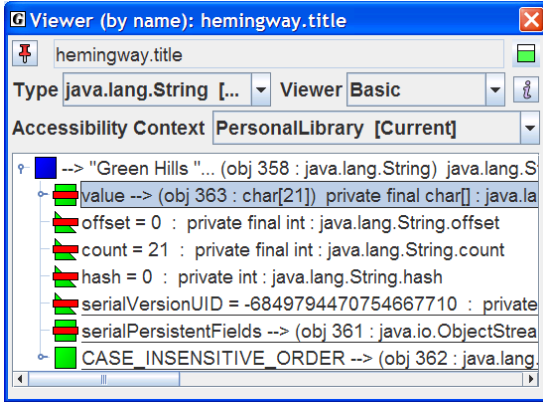 G Viewer (by name): hemingway.title
hemingway.title
Type java.lang.String [... Viewer Basic i
Accessibility Context PersonalLibrary [Current]
--> "Green Hills "... (obj 358 : java.lang.String) java.lang.S
value --> (obj 363 : char[21]) private final char[] : java.la
offset = 0 : private final int : java.lang.String.offset
count = 21 : private final int : java.lang.String.count
hash = 0 : private int : java.lang.String.hash
serialVersionUID = -6849794470754667710 : private
serialPersistentFields --> (obj 361 : java.io.ObjectStrea
CASE_INSENSITIVE_ORDER --> (obj 362 : java.lang.